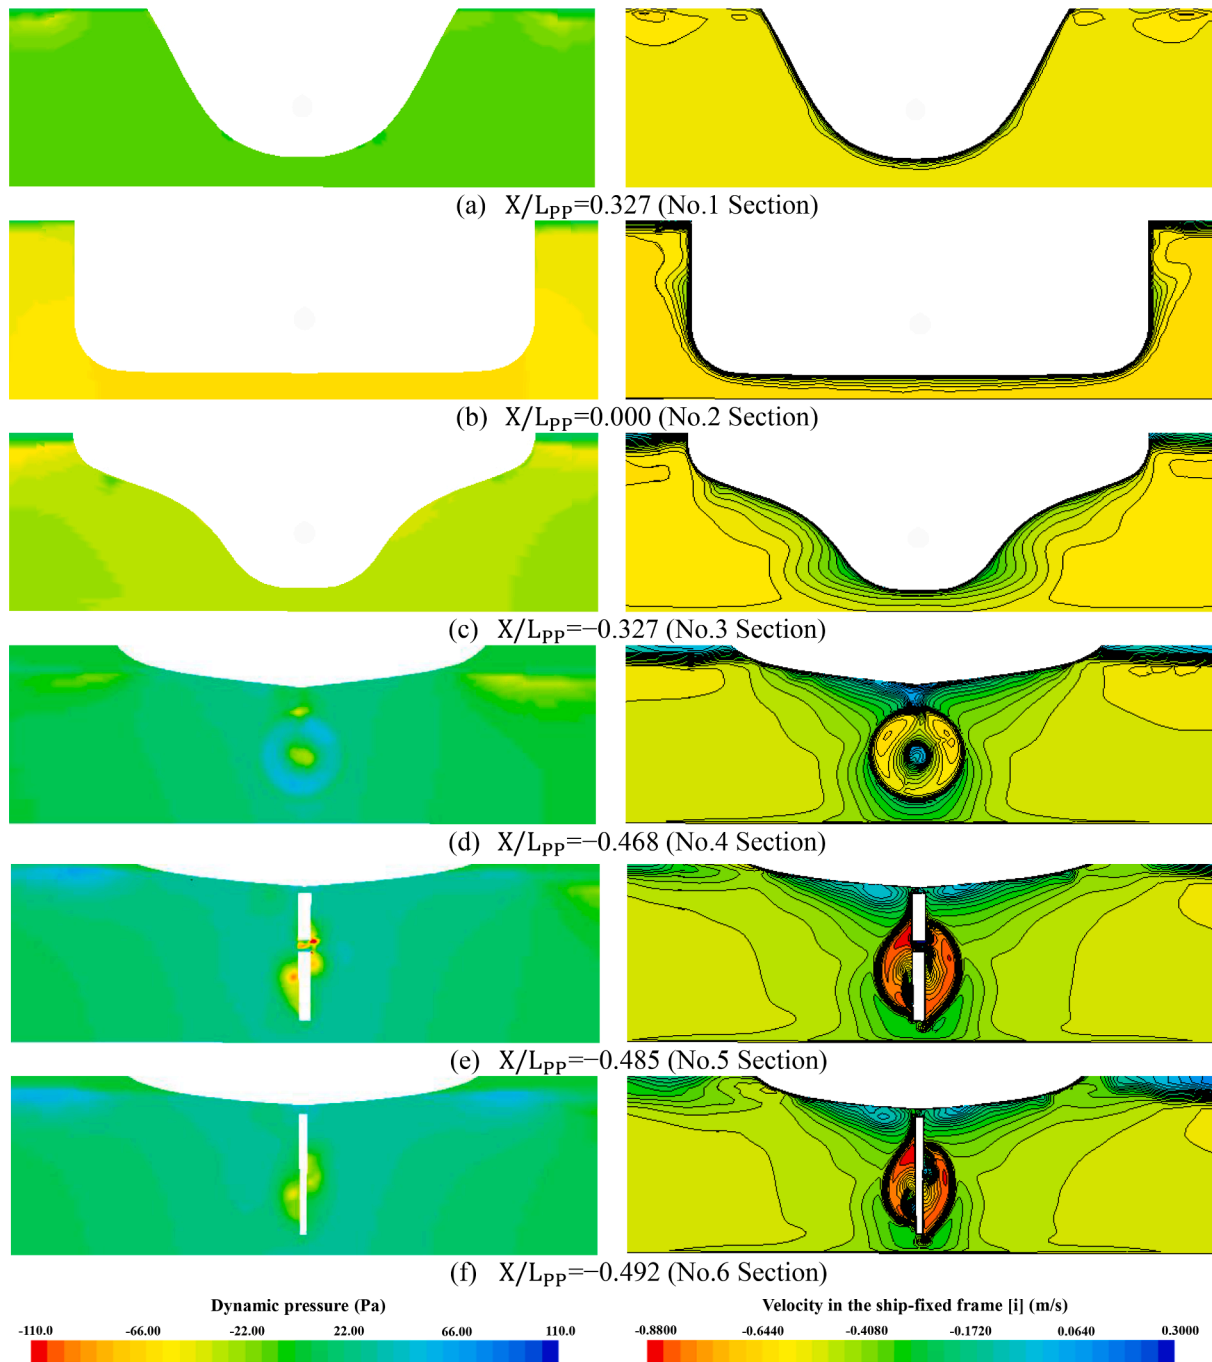 (a) X/LPP=0.327 (No.1 Section)
(b) X/LPP=0.000 (No.2 Section)
(c) X/LPP=−0.327 (No.3 Section)
(d) X/LPP=−0.468 (No.4 Section)
(e) X/LPP=−0.485 (No.5 Section)
(f) X/LPP=−0.492 (No.6 Section)
Dynamic pressure (Pa)
-110.0 -66.00 -22.00 22.00 66.00 110.0
Velocity in the ship-fixed frame [i] (m/s)
-0.8800 -0.6440 -0.4080 -0.1720 0.0640 0.3000